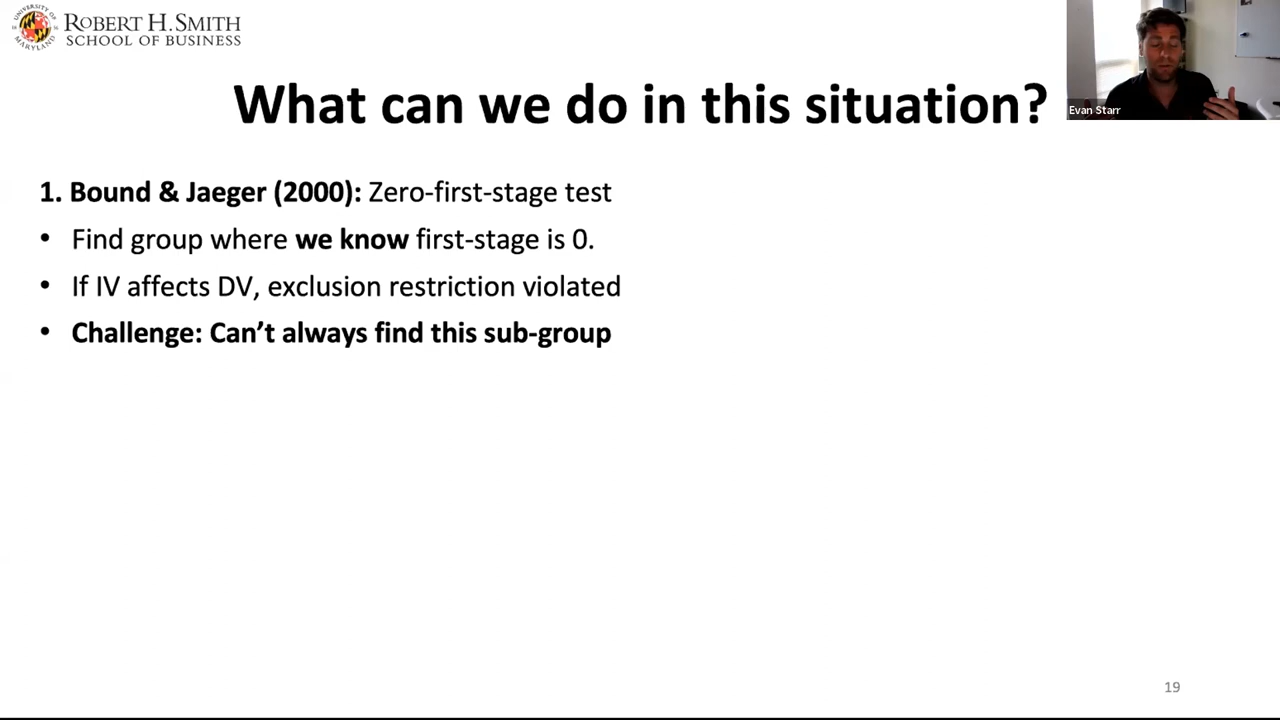 UNIVERSITY OF
MARYLAND
ROBERT H. SMITH
SCHOOL OF BUSINESS
Evan Starr
What can we do in this situation?
1. Bound & Jaeger (2000): Zero-first-stage test
• Find group where we know first-stage is 0.
• If IV affects DV, exclusion restriction violated
• Challenge: Can’t always find this sub-group
19